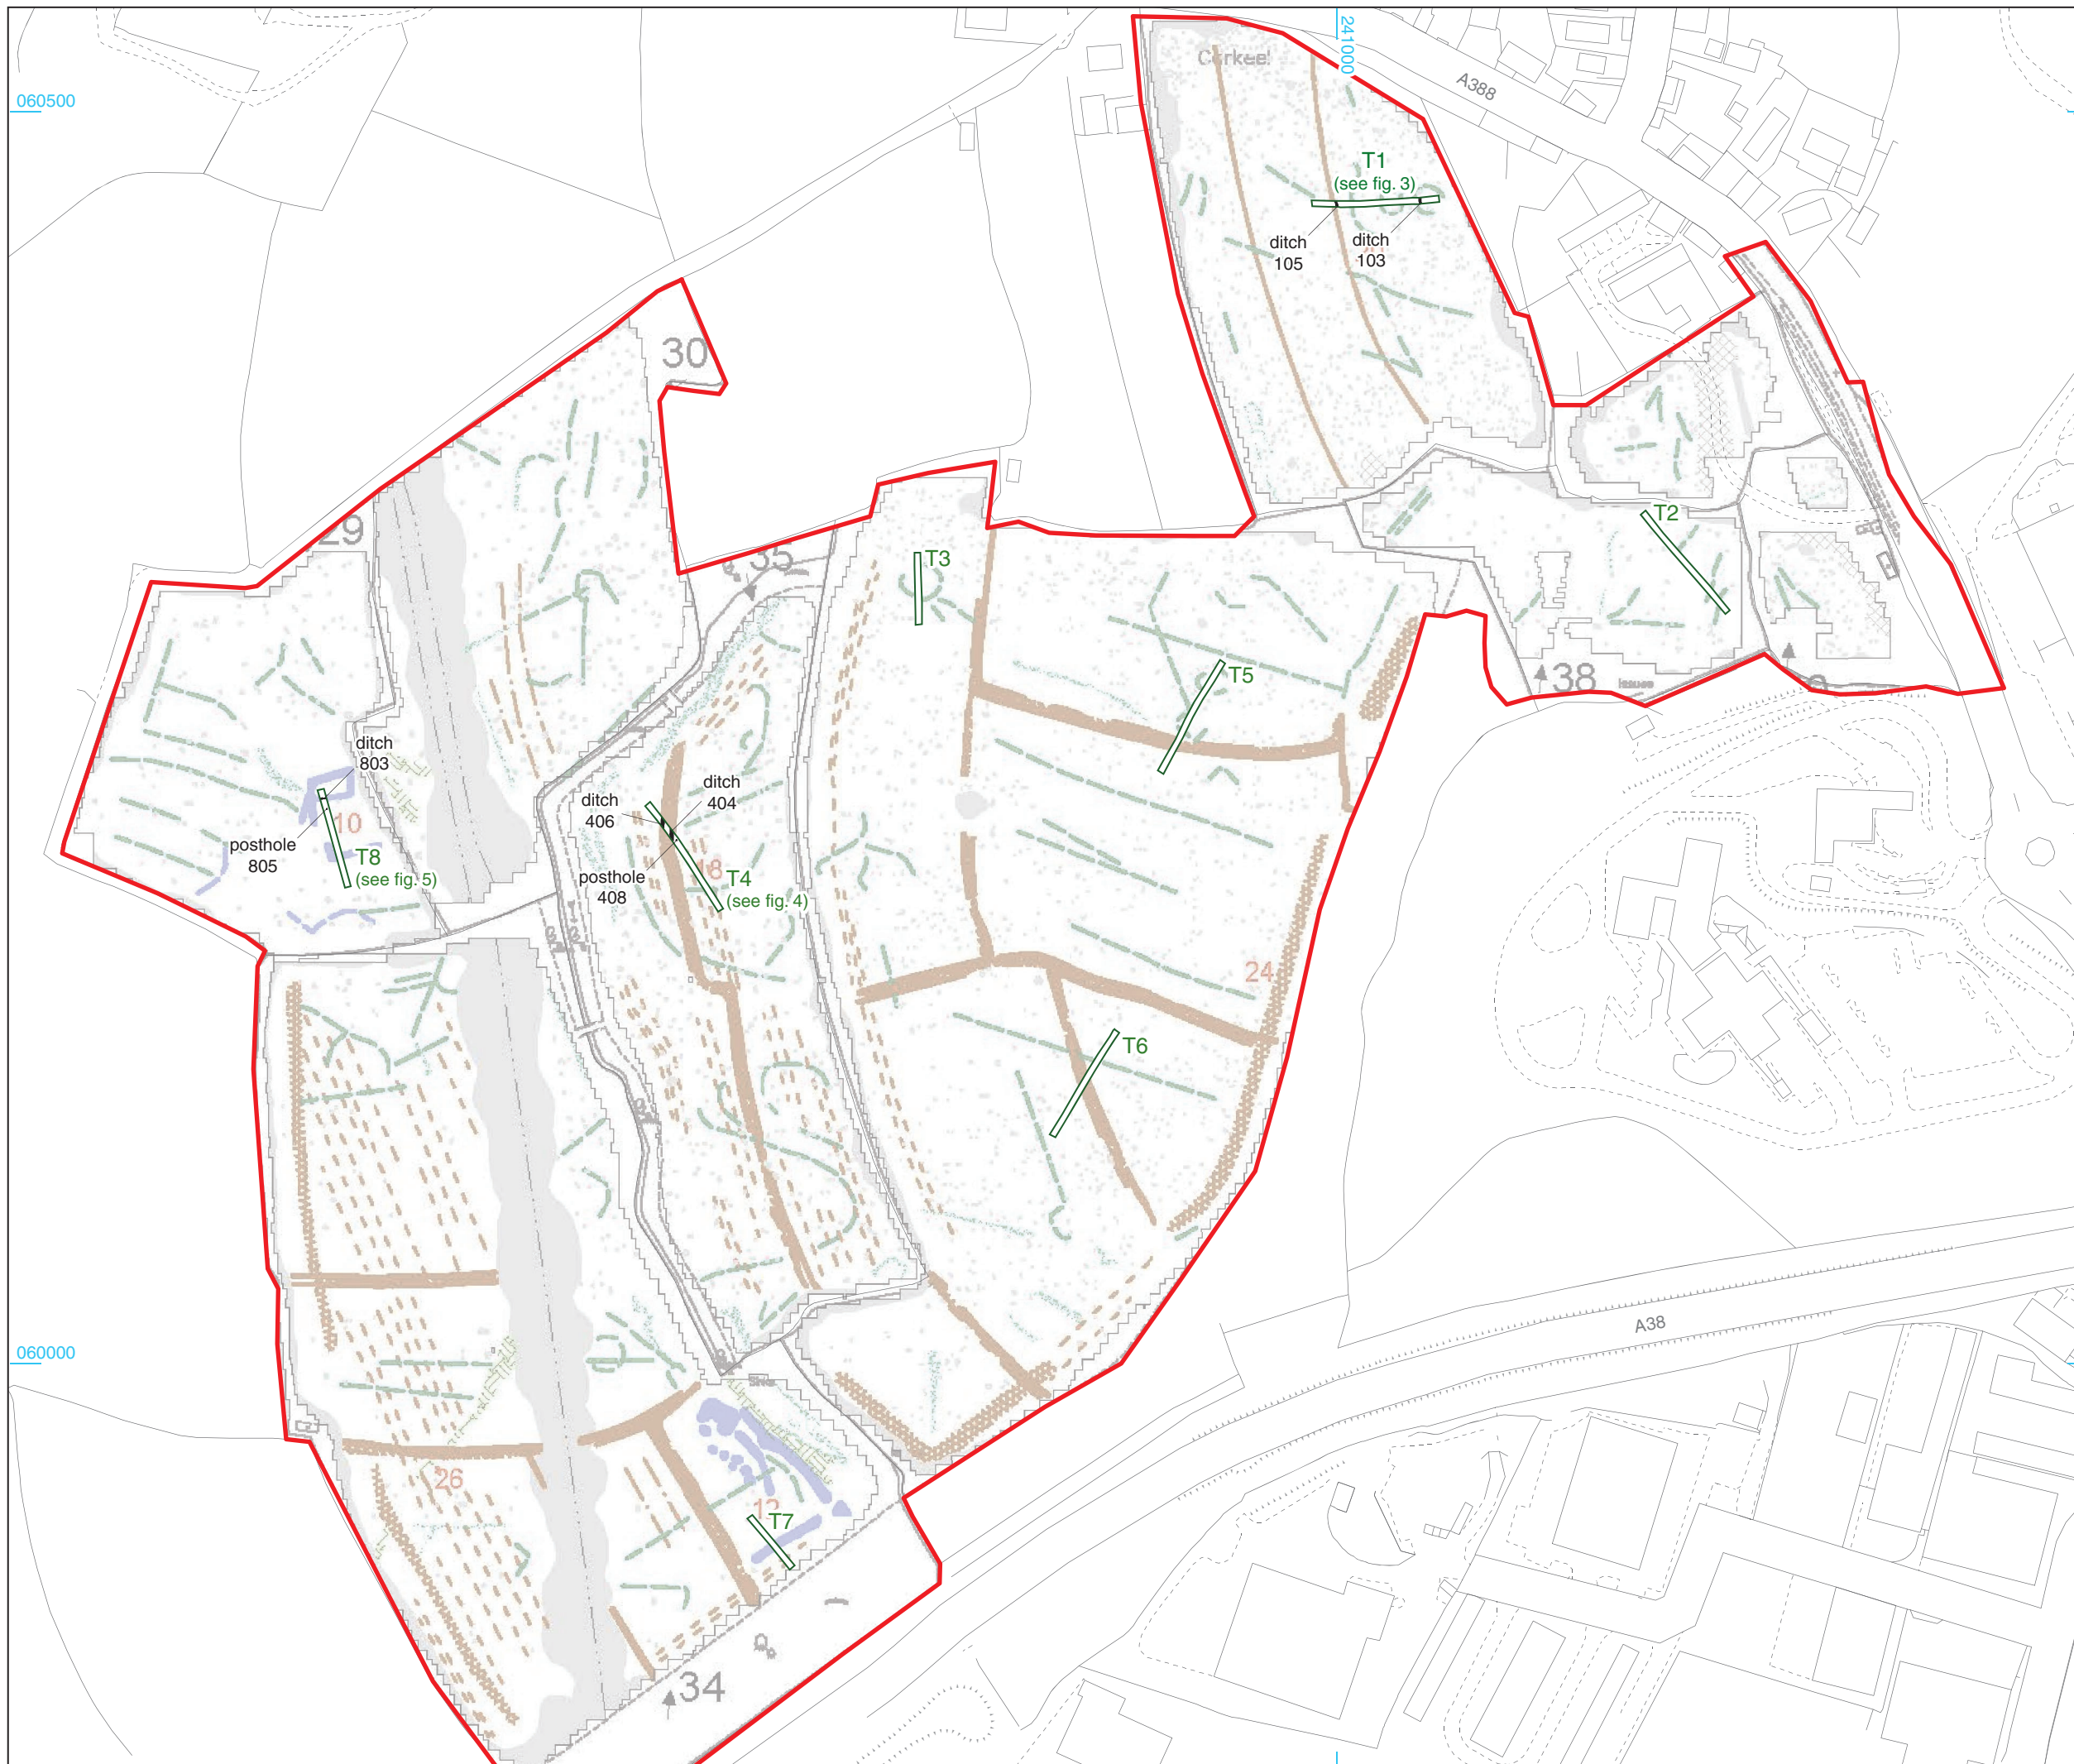 241000
Carkeel
A388
060500
T1
(see fig. 3)
ditch
105
ditch
103
30
29
35
T2
T3
T5
38
Issues
ditch
803
ditch
404
ditch
406
10
posthole
805
T8
(see fig. 5)
18
posthole
408
T4
(see fig. 4)
24
T6
A38
060000
26
T7
34